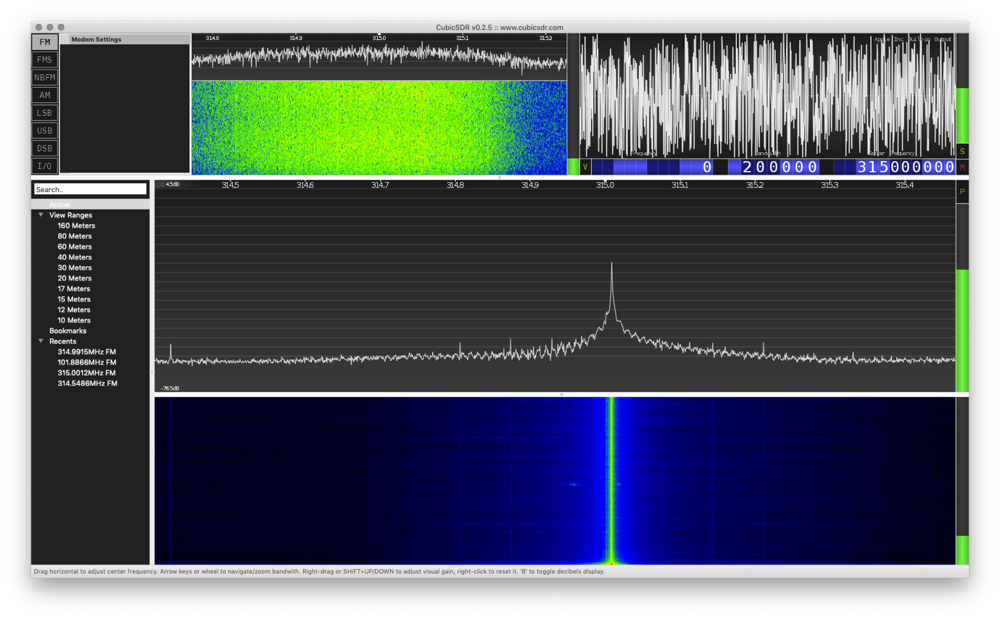 CubicSDR v0.2.5 :: www.cubicsdr.com
FM
FMS
NBFM
AM
LSB
USB
DSB
I/Q
Modem Settings
314.8 314.9 315.0 315.1 315.2
Apple Inc. Built-in Output
Frequency Bandwidth Center Frequency
V 0 200000 315000000
S
M
P
Search..
Active
View Ranges
160 Meters
80 Meters
60 Meters
40 Meters
30 Meters
20 Meters
17 Meters
15 Meters
12 Meters
10 Meters
Bookmarks
Recents
314.9915MHz FM
101.8866MHz FM
315.0012MHz FM
314.5486MHz FM
314.5 314.6 314.7 314.8 314.9 315.0 315.1 315.2 315.3 315.4
-76.5dB
Drag horizontal to adjust center frequency. Arrow keys or wheel to navigate/zoom bandwith. Right-drag or SHIFT+UP/DOWN to adjust visual gain, right-click to reset it. 'B' to toggle decibels display.